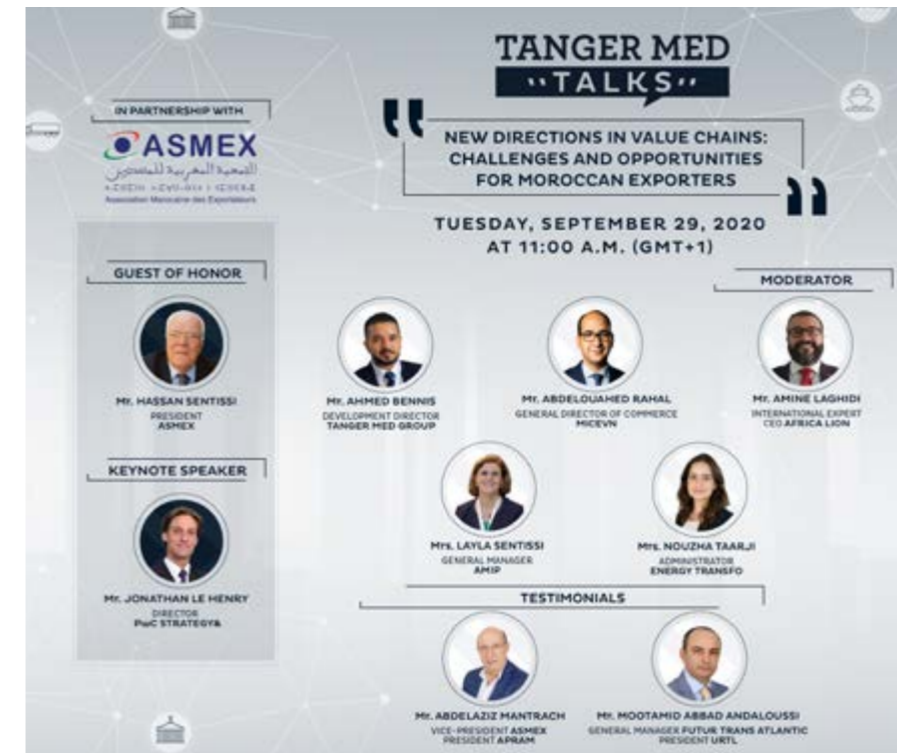 TANGER MED
"TALKS"
IN PARTNERSHIP WITH
ASMEX
الجمعية المغربية للمصدرين
Association Marocaine des Exportateurs
NEW DIRECTIONS IN VALUE CHAINS:
CHALLENGES AND OPPORTUNITIES
FOR MOROCCAN EXPORTERS
TUESDAY, SEPTEMBER 29, 2020
AT 11:00 A.M. (GMT+1)
GUEST OF HONOR
Mr. HASSAN SENTISSI
PRESIDENT
ASMEX
KEYNOTE SPEAKER
Mr. JONATHAN LE HENRY
DIRECTOR
PwC STRATEGY&
Mr. AHMED BENNIS
DEVELOPMENT DIRECTOR
TANGER MED GROUP
Mr. ABDELOUAHED RAHAL
GENERAL DIRECTOR OF COMMERCE
MICEVN
MODERATOR
Mr. AMINE LAGHIDI
INTERNATIONAL EXPERT
CEO AFRICA LION
Mrs. LAYLA SENTISSI
GENERAL MANAGER
AMIP
Mrs. NOUZHA TAARJI
ADMINISTRATOR
ENERGY TRANSFO
TESTIMONIALS
Mr. ABDELAZIZ MANTRACH
VICE-PRESIDENT ASMEX
PRESIDENT APRAM
Mr. MOOTAMID ABBAD ANDALOUSSI
GENERAL MANAGER FUTUR TRANS ATLANTIC
PRESIDENT URTL